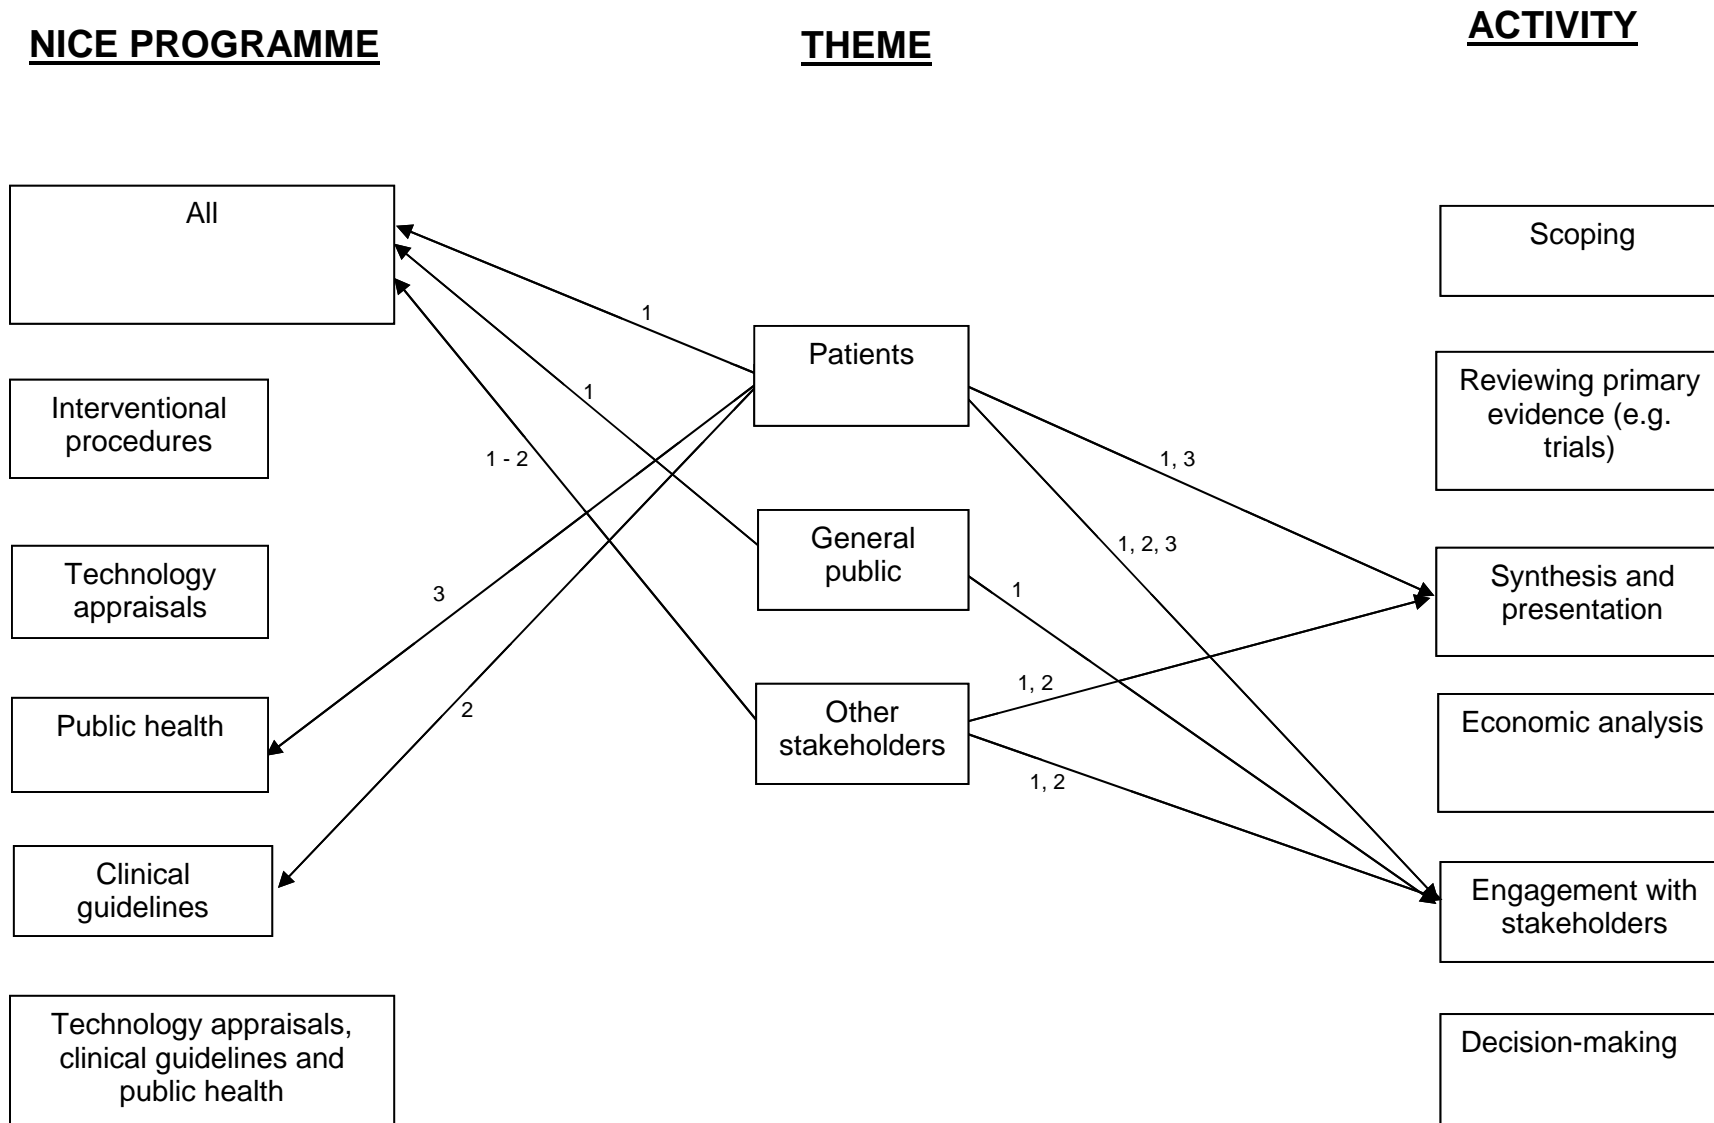 NICE PROGRAMME
THEME
ACTIVITY
All
Interventional
procedures
Technology
appraisals
Public health
Clinical
guidelines
Technology appraisals,
clinical guidelines and
public health
1
1
1 - 2
3
2
Patients
General
public
Other
stakeholders
1, 3
1, 2, 3
1
1, 2
1, 2
Scoping
Reviewing primary
evidence (e.g.
trials)
Synthesis and
presentation
Economic analysis
Engagement with
stakeholders
Decision-making